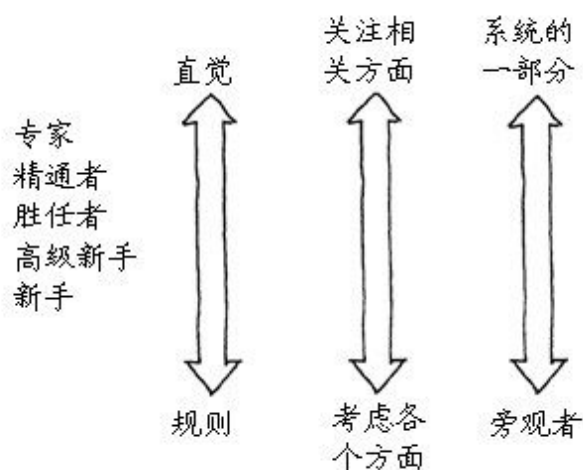 直觉
关注相
关方面
系统的
一部分
专家
精通者
胜任者
高级新手
新手
规则
考虑各
个方面
旁观者